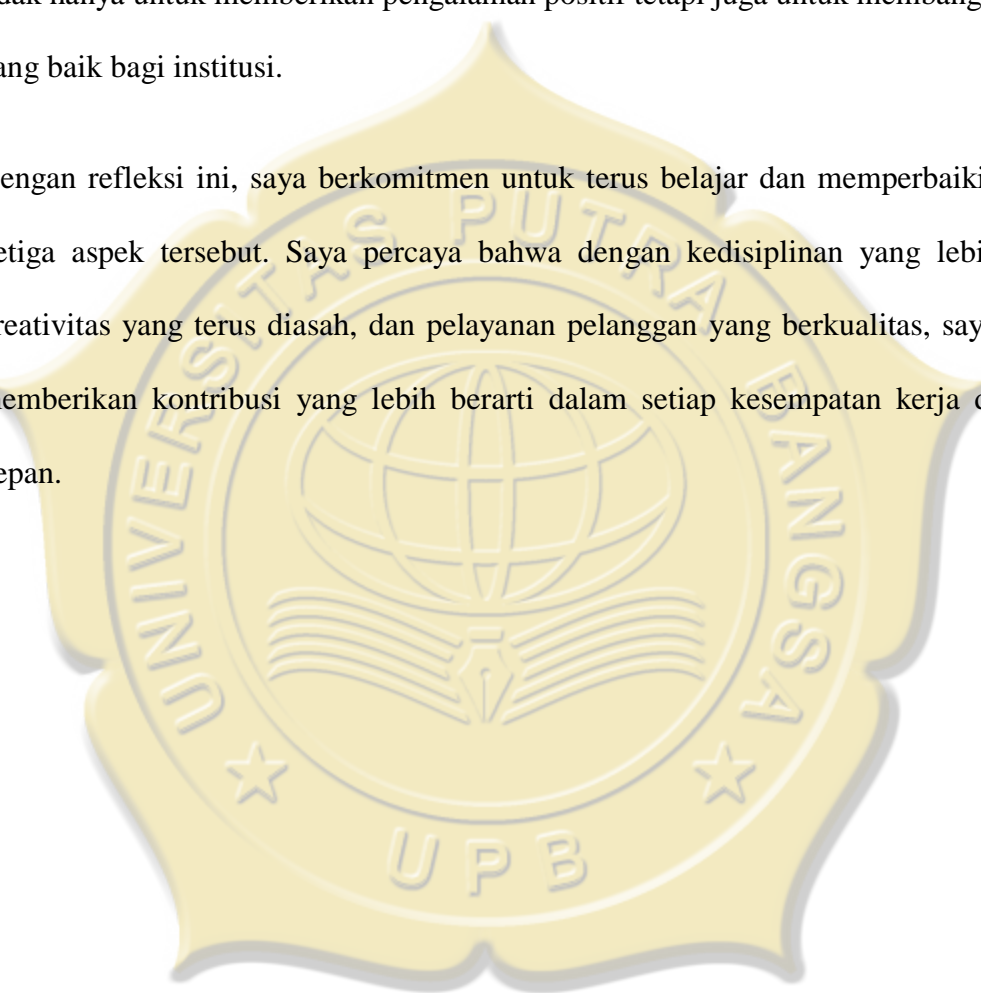 dak hanya untuk memberikan pengalaman positif tetapi juga untuk membang
ang baik bagi institusi.
engan refleksi ini, saya berkomitmen untuk terus belajar dan memperbaiki
etiga aspek tersebut. Saya percaya bahwa dengan kedisiplinan yang lebi
reativitas yang terus diasah, dan pelayanan pelanggan yang berkualitas, say
emberikan kontribusi yang lebih berarti dalam setiap kesempatan kerja d
epan.
UNIVERSITAS PUTRA BANGSA
UPB